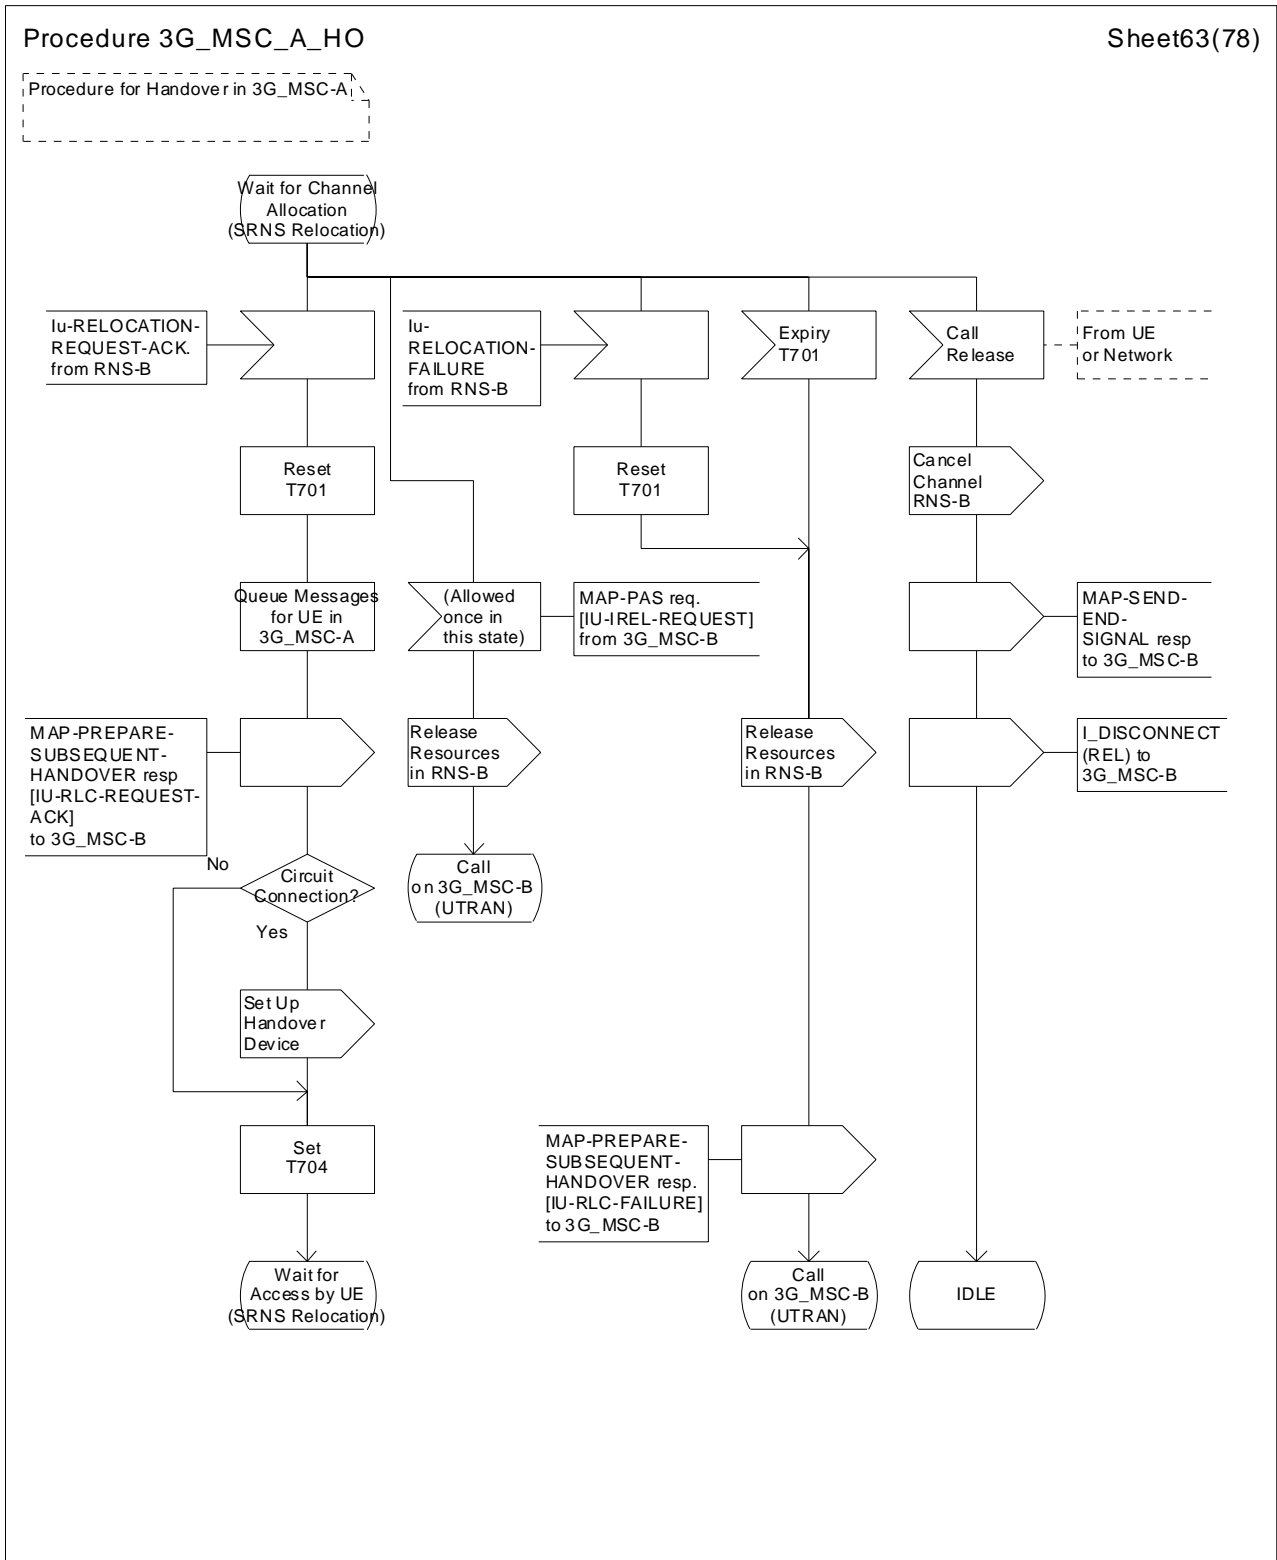 Procedure 3G_MSC_A_HO
Sheet63(78)
Procedure for Handover in 3G_MSC-A
Wait for Channel
Allocation
(SRNS Relocation)
Iu-RELOCATION-
REQUEST-ACK.
from RNS-B
Iu-
RELOCATION-
FAILURE
from RNS-B
Expiry
T701
Call
Release
From UE
or Network
Reset
T701
Reset
T701
Cancel
Channel
RNS-B
Queue Messages
for UE in
3G_MSC-A
(Allowed
once in
this state)
MAP-PAS req.
[IU-IREL-REQUEST]
from 3G_MSC-B
MAP-SEND-
END-
SIGNAL resp
to 3G_MSC-B
MAP-PREPARE-
SUBSEQUENT-
HANDOVER resp
[IU-RLC-REQUEST-
ACK]
to 3G_MSC-B
Release
Resources
in RNS-B
Release
Resources
in RNS-B
I_DISCONNECT
(REL) to
3G_MSC-B
No
Circuit
Connection?
Yes
Call
on 3G_MSC-B
(UTRAN)
Set Up
Handover
Device
Set
T704
MAP-PREPARE-
SUBSEQUENT-
HANDOVER resp.
[IU-RLC-FAILURE]
to 3G_MSC-B
Wait for
Access by UE
(SRNS Relocation)
Call
on 3G_MSC-B
(UTRAN)
IDLE